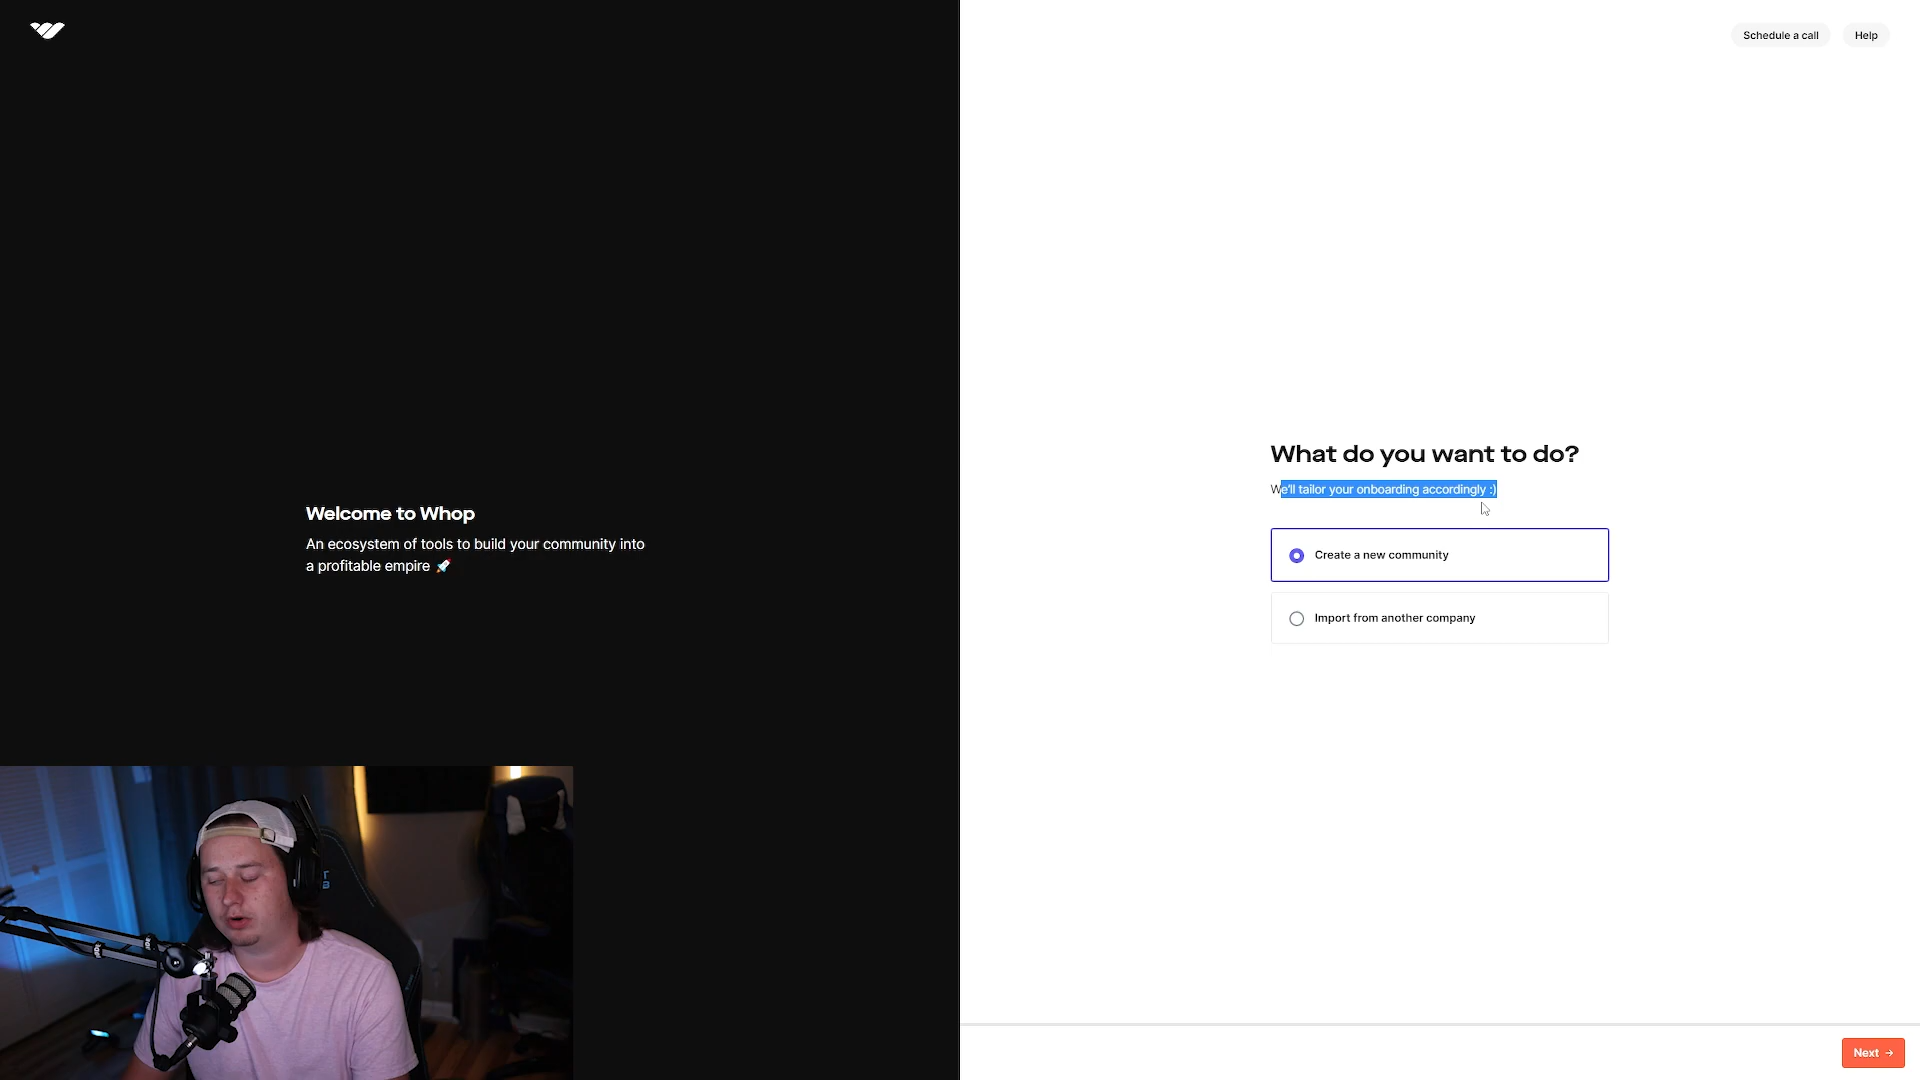 Schedule a call
Help
What do you want to do?
We'll tailor your onboarding accordingly :)
Create a new community
Import from another company
Welcome to Whop
An ecosystem of tools to build your community into
a profitable empire 🚀
Next →